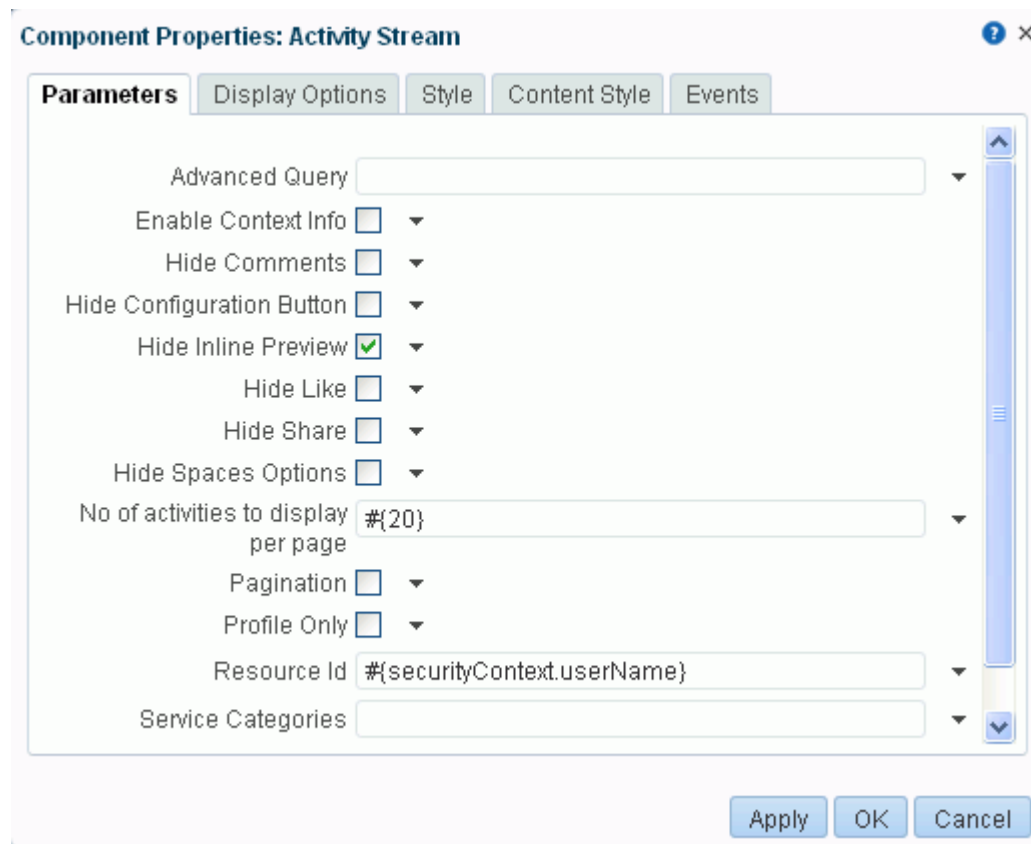 Component Properties: Activity Stream
Parameters Display Options Style Content Style Events
Advanced Query
Enable Context Info
Hide Comments
Hide Configuration Button
Hide Inline Preview
Hide Like
Hide Share
Hide Spaces Options
No of activities to display #{20}
per page
Pagination
Profile Only
Resource Id #{securityContext.userName}
Service Categories
Apply OK Cancel